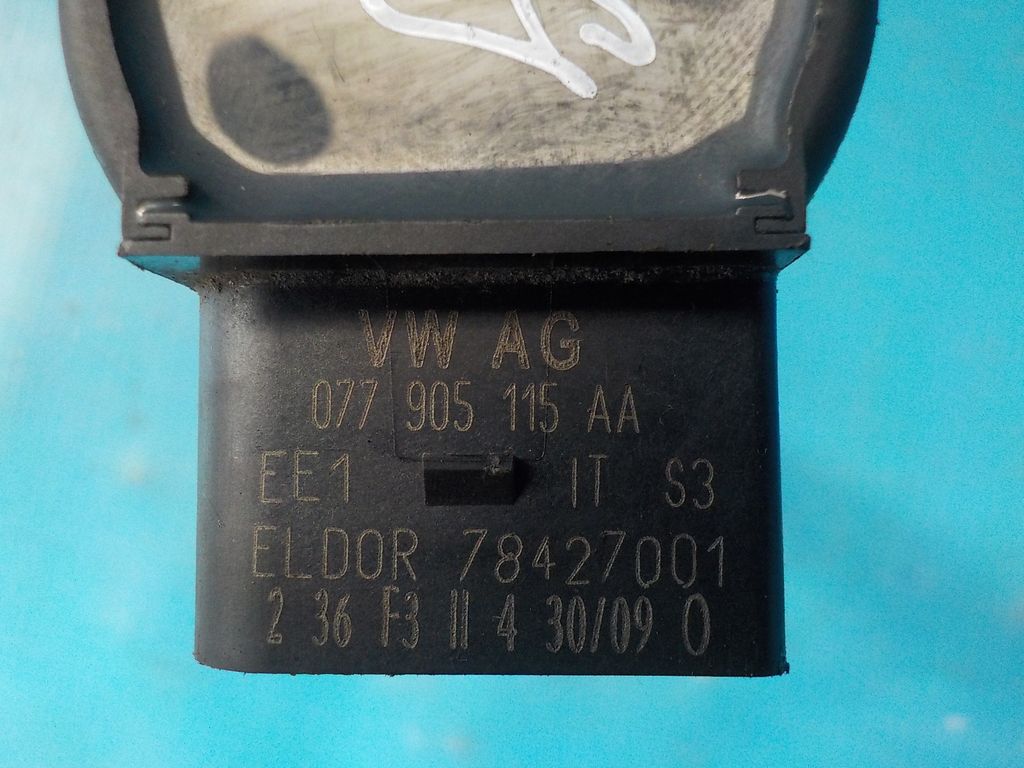 VW AG
077 905 115 AA
EE1 IT S3
ELDOR 78427001
2 36 F3 II 4 30/09 0